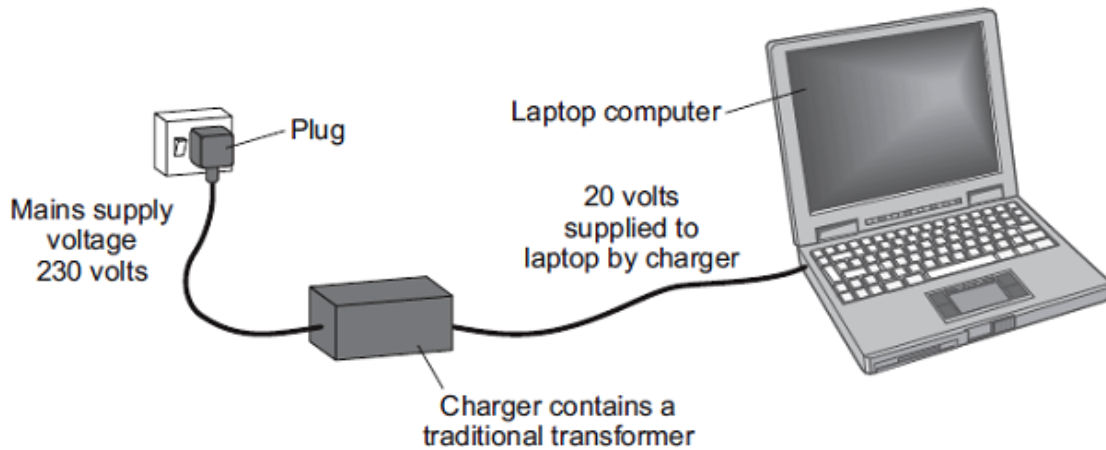 Plug
Mains supply
voltage
230 volts
Laptop computer
20 volts
supplied to
laptop by charger
Charger contains a
traditional transformer